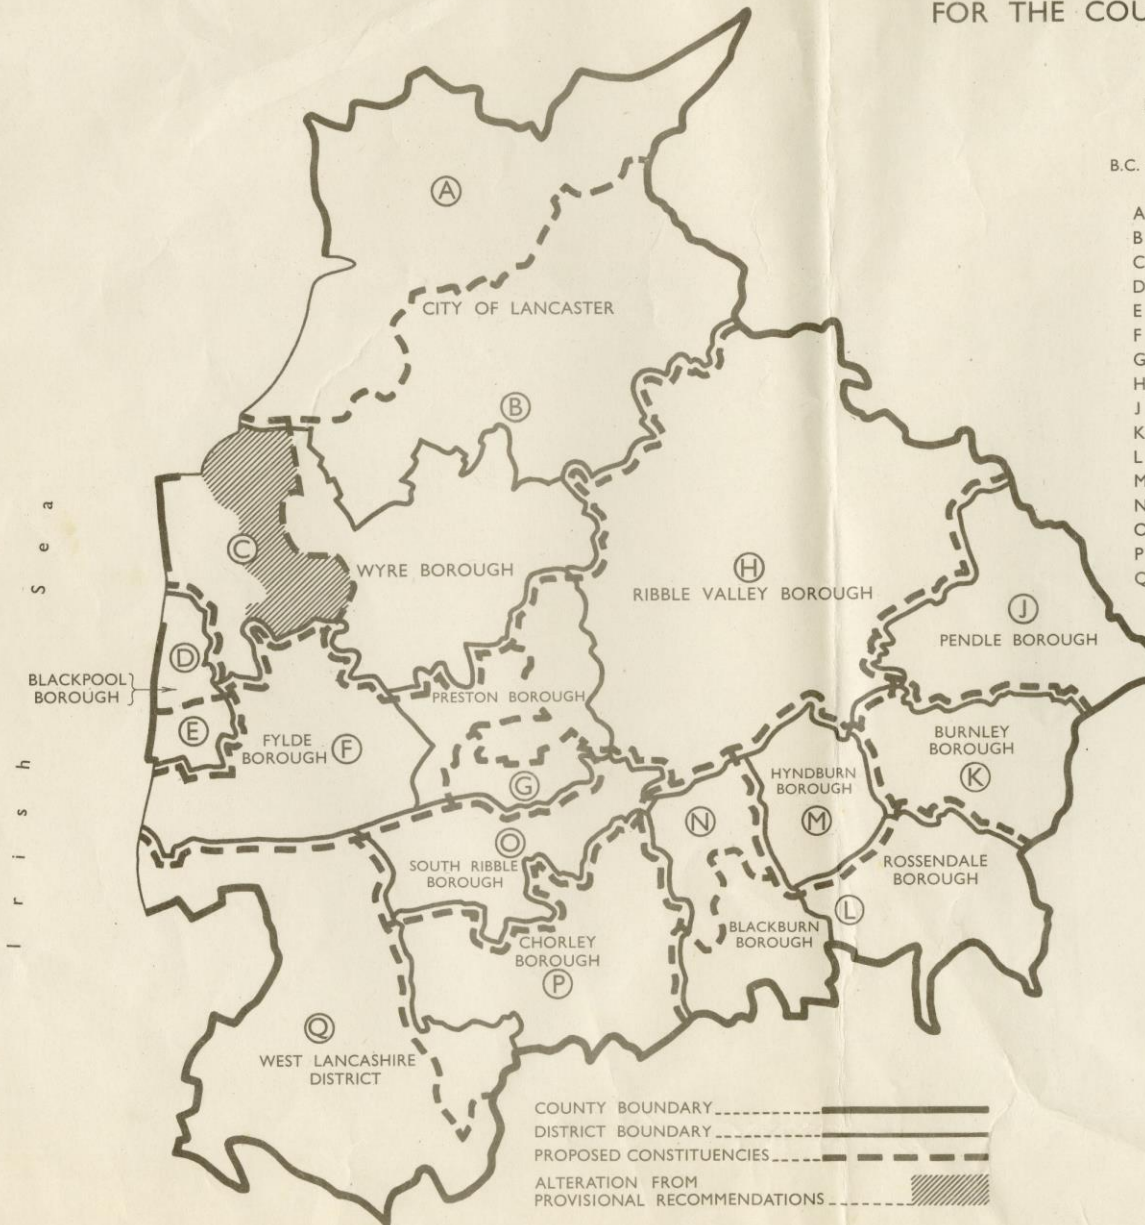 FOR THE COU
B.C.
A
B
C
D
E
F
G
H
J
K
L
M
N
O
P
Q
A
CITY OF LANCASTER
B
C
WYRE BOROUGH
H
RIBBLE VALLEY BOROUGH
J
PENDLE BOROUGH
Irish Sea
D
BLACKPOOL
BOROUGH
E
FYLDE
BOROUGH
F
PRESTON BOROUGH
G
BURNLEY
BOROUGH
K
HYNDBURN
BOROUGH
M
N
O
SOUTH RIBBLE
BOROUGH
ROSSENDALE
BOROUGH
L
BLACKBURN
BOROUGH
CHORLEY
BOROUGH
P
Q
WEST LANCASHIRE
DISTRICT
COUNTY BOUNDARY
DISTRICT BOUNDARY
PROPOSED CONSTITUENCIES
ALTERATION FROM
PROVISIONAL RECOMMENDATIONS